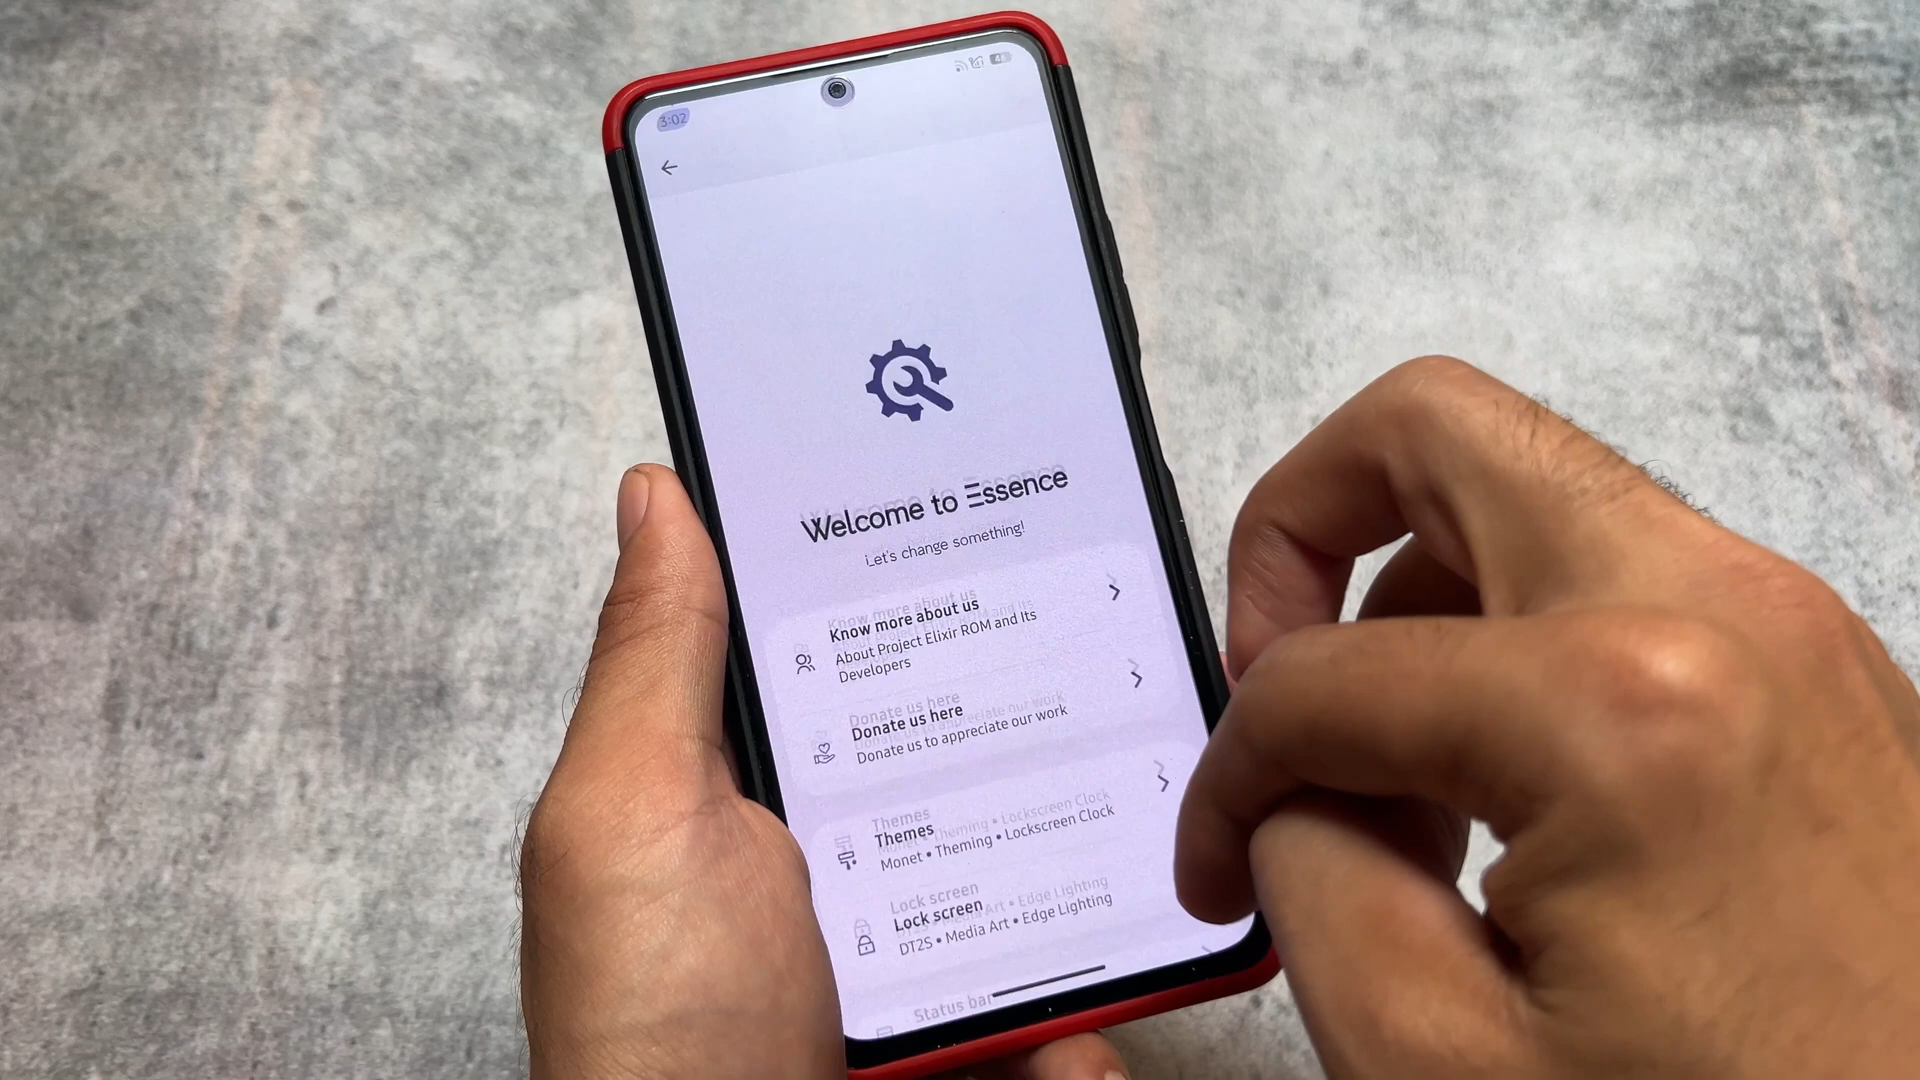 3:02
46
Welcome to Essence
Let's change something!
Know more about us
About Project Elixir ROM and Its
Developers
Donate us here
Donate us to appreciate our work
Themes
Monet • Theming • Lockscreen Clock
Lock screen
DT2S • Media Art • Edge Lighting
Status bar